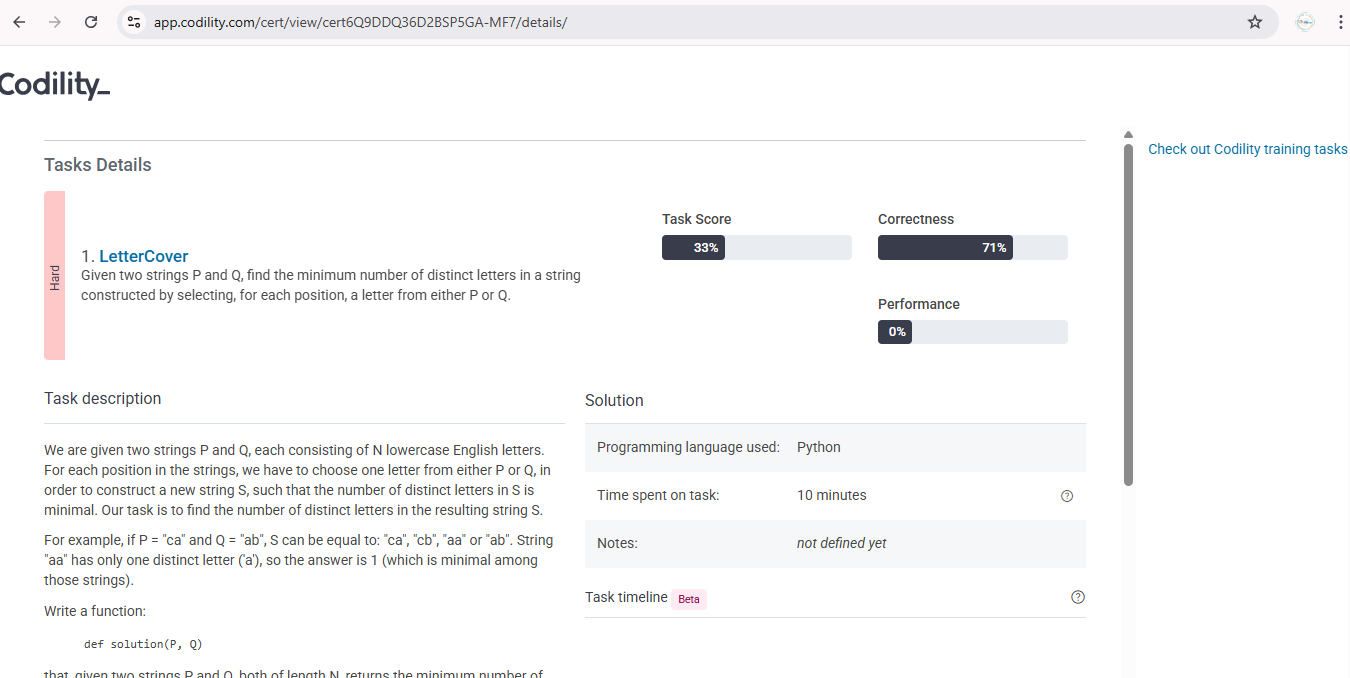 app.codility.com/cert/view/cert6Q9DDQ36D2BSP5GA-MF7/details/
Codility_
Check out Codility training tasks
Tasks Details
Hard
1. LetterCover
Given two strings P and Q, find the minimum number of distinct letters in a string
constructed by selecting, for each position, a letter from either P or Q.
Task Score
33%
Correctness
71%
Performance
0%
Task description
We are given two strings P and Q, each consisting of N lowercase English letters.
For each position in the strings, we have to choose one letter from either P or Q, in
order to construct a new string S, such that the number of distinct letters in S is
minimal. Our task is to find the number of distinct letters in the resulting string S.
For example, if P = "ca" and Q = "ab", S can be equal to: "ca", "cb", "aa" or "ab". String
"aa" has only one distinct letter ('a'), so the answer is 1 (which is minimal among
those strings).
Write a function:
def solution(P, Q)
that, given two strings P and Q, both of length N, returns the minimum number of
Solution
Programming language used: Python
Time spent on task: 10 minutes
Notes: not defined yet
Task timeline Beta